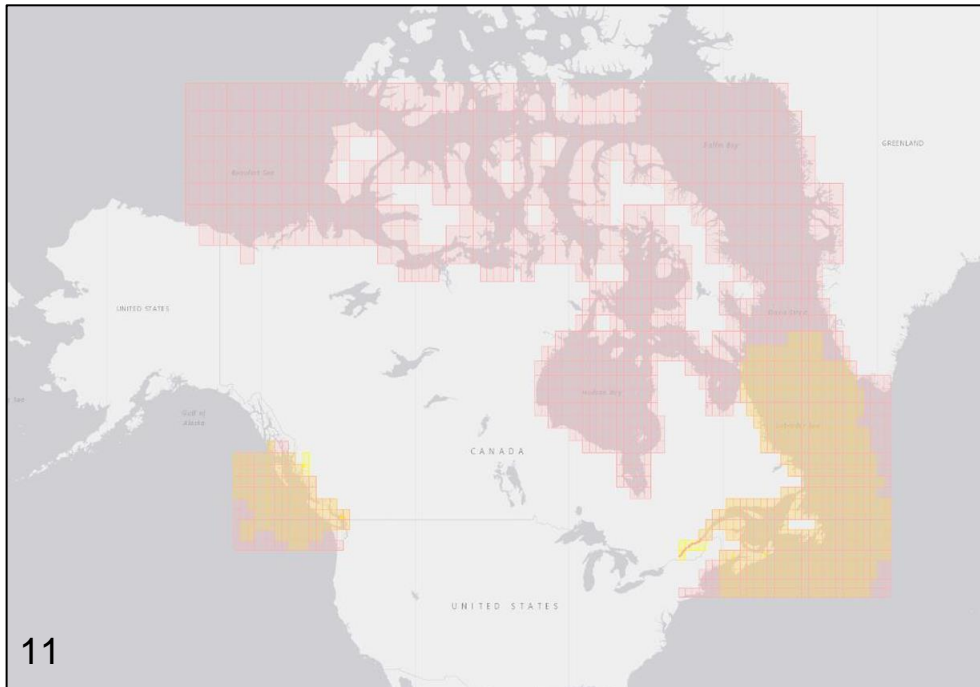 Baffin Bay
GREENLAND
Beaufort Sea
UNITED STATES
Davis Strait
Hudson Bay
Gulf of
Alaska
Labrador Sea
CANADA
UNITED STATES
11